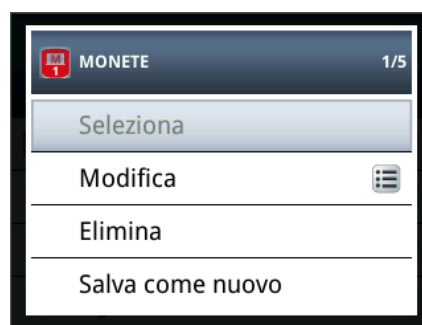 M
1
MONETE 1/5
Seleziona
Modifica
Elimina
Salva come nuovo